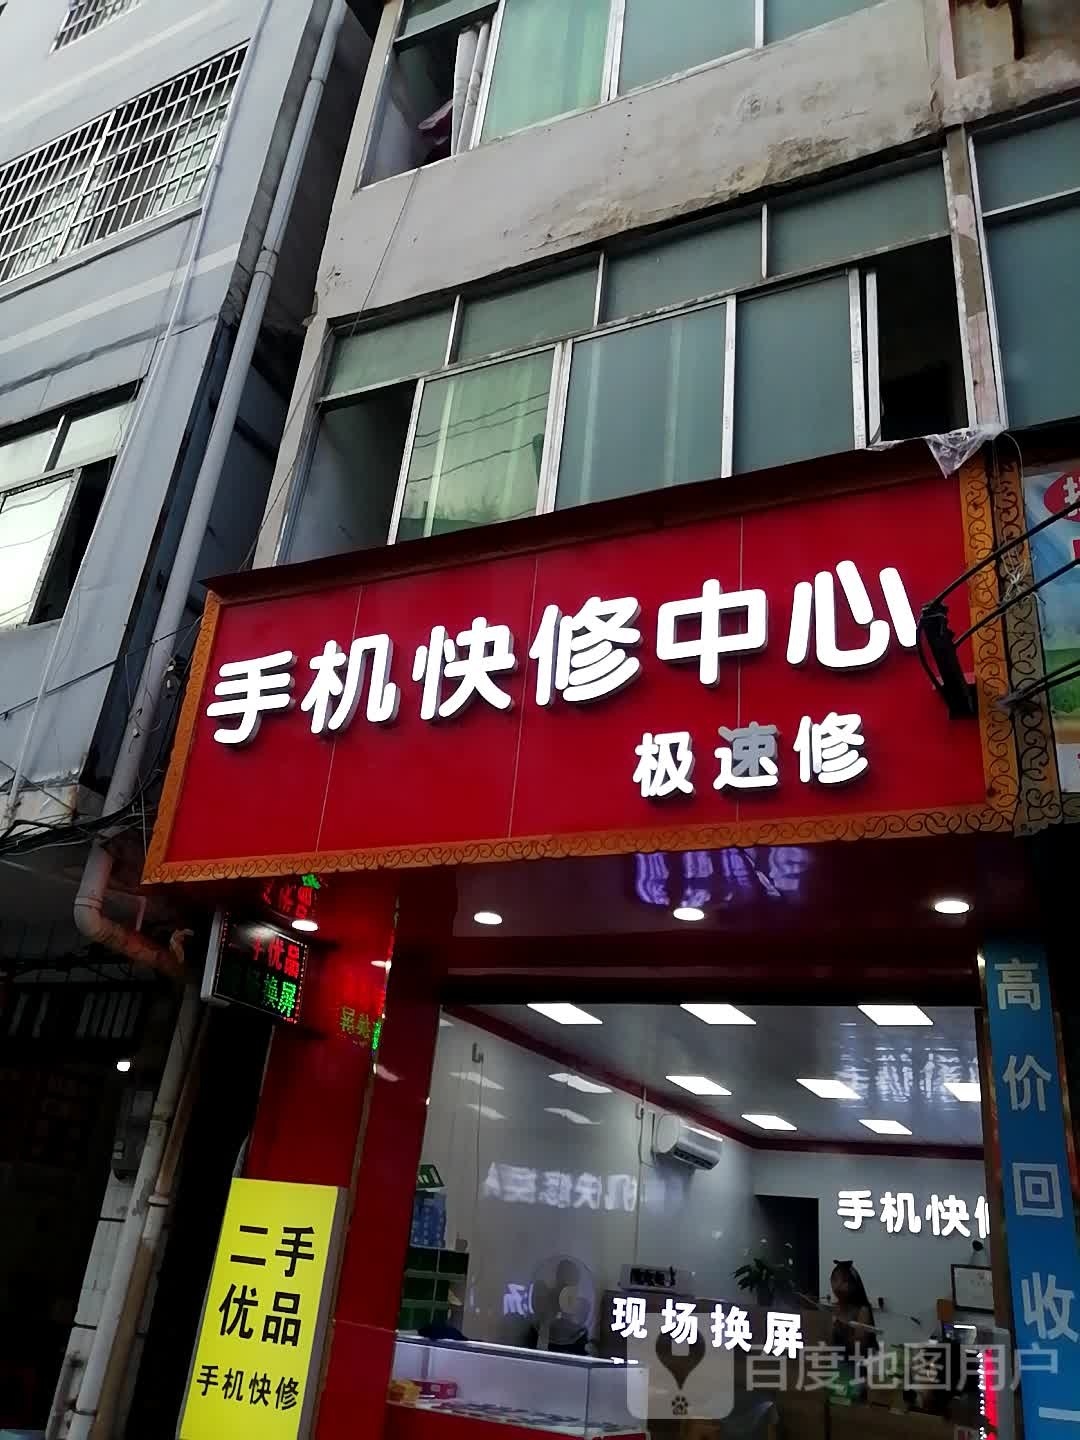 手机快修中心
极速修
二手优品
换屏
高价回收
手机快
现场换屏
二手
优品
手机快修
百度地图用户